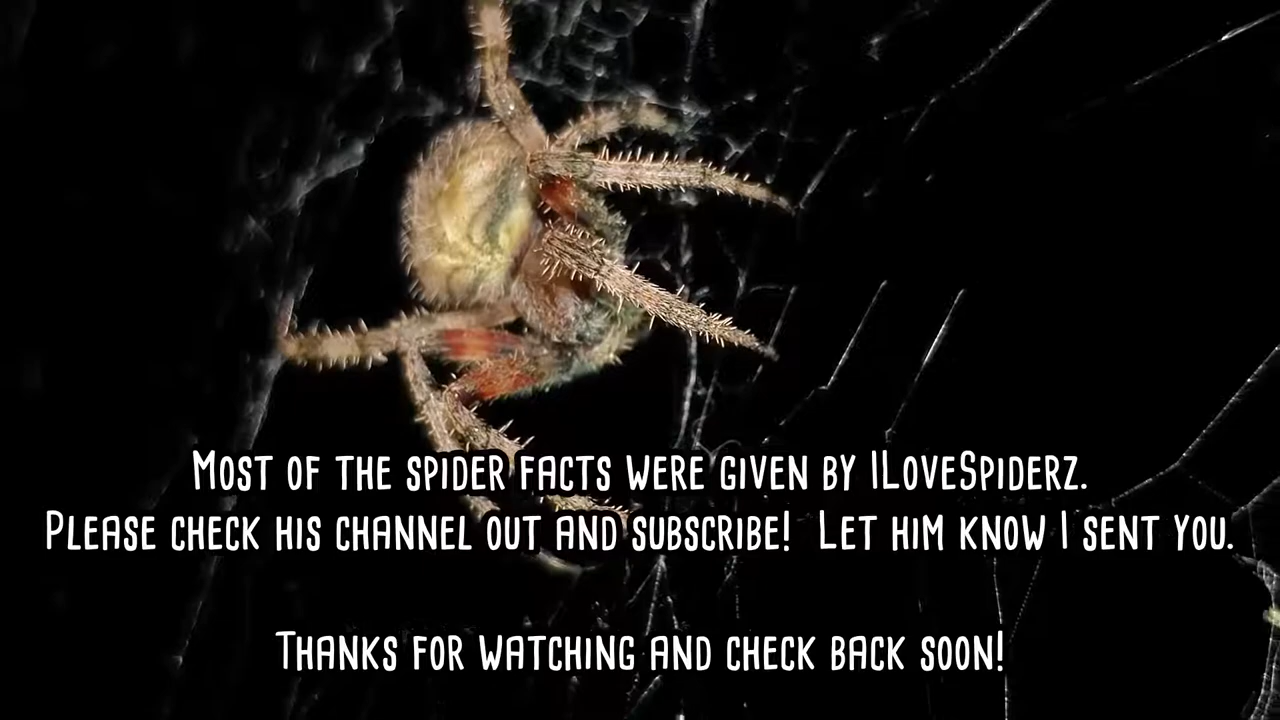 Most of the spider facts were given by ILoveSpiderz.
Please check his channel out and subscribe! Let him know I sent you.
Thanks for watching and check back soon!